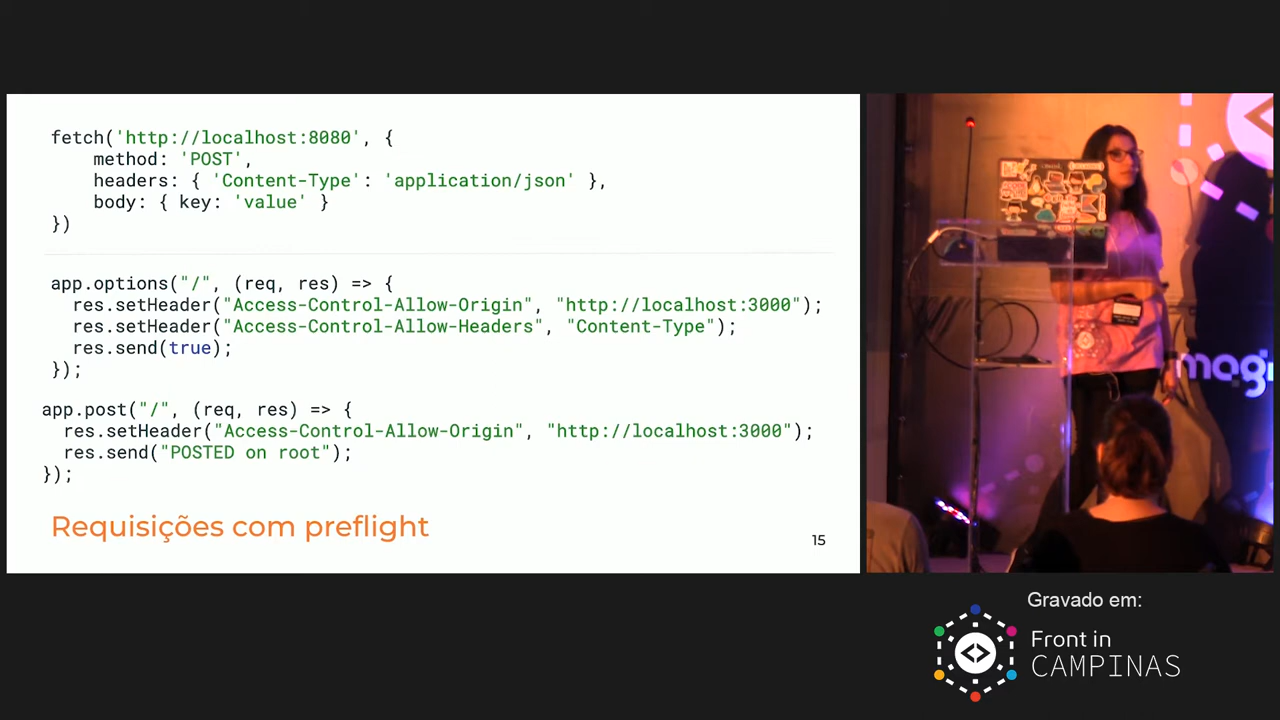 fetch('http://localhost:8080', {
    method: 'POST',
    headers: { 'Content-Type': 'application/json' },
    body: { key: 'value' }
})
app.options("/", (req, res) => {
  res.setHeader("Access-Control-Allow-Origin", "http://localhost:3000");
  res.setHeader("Access-Control-Allow-Headers", "Content-Type");
  res.send(true);
});
app.post("/", (req, res) => {
  res.setHeader("Access-Control-Allow-Origin", "http://localhost:3000");
  res.send("POSTED on root");
});
Requisições com preflight
15
Gravado em:
Front in
CAMPINAS